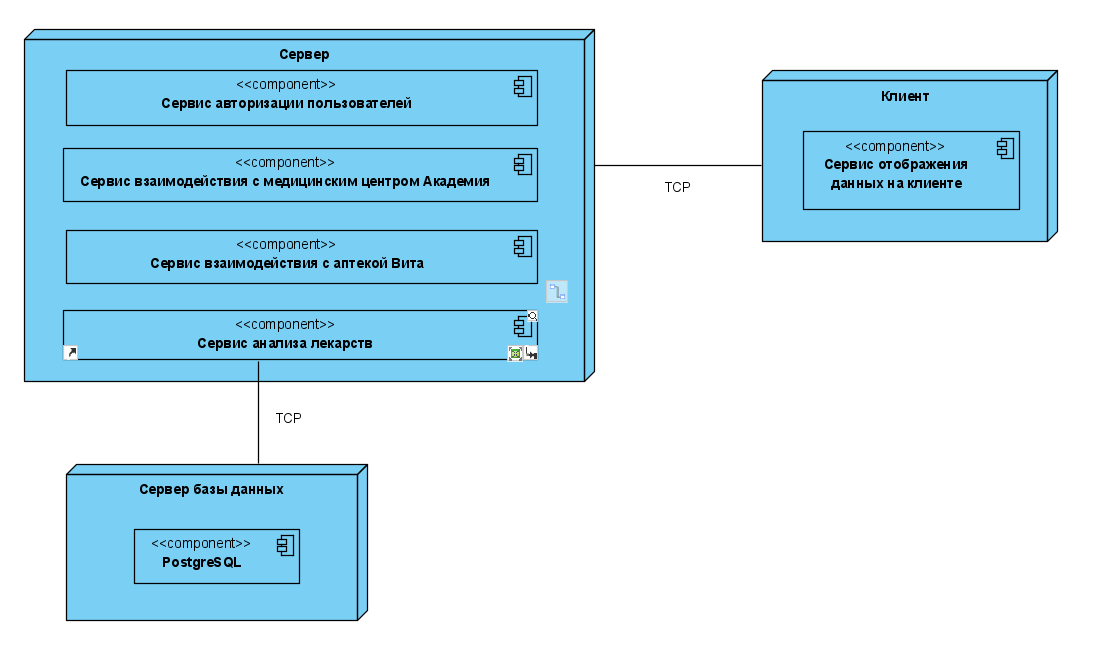 Сервер
<<component>>
Сервис авторизации пользователей
<<component>>
Сервис взаимодействия с медицинским центром Академия
<<component>>
Сервис взаимодействия с аптекой Вита
<<component>>
Сервис анализа лекарств
TCP
Клиент
<<component>>
Сервис отображения
данных на клиенте
TCP
Сервер базы данных
<<component>>
PostgreSQL